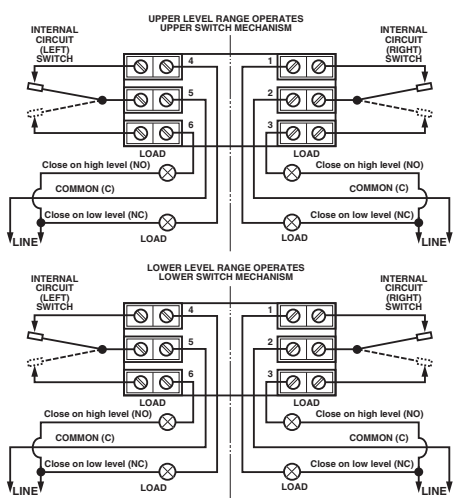 UPPER LEVEL RANGE OPERATES
UPPER SWITCH MECHANISM
INTERNAL
CIRCUIT
(LEFT)
SWITCH
INTERNAL
CIRCUIT
(RIGHT)
SWITCH
4
1
5
2
6
3
LOAD
LOAD
Close on high level (NO)
Close on high level (NO)
COMMON (C)
COMMON (C)
Close on low level (NC)
Close on low level (NC)
LINE
LOAD
LOAD
LINE
LOWER LEVEL RANGE OPERATES
LOWER SWITCH MECHANISM
INTERNAL
CIRCUIT
(LEFT)
SWITCH
INTERNAL
CIRCUIT
(RIGHT)
SWITCH
4
1
5
2
6
3
LOAD
LOAD
Close on high level (NO)
Close on high level (NO)
COMMON (C)
COMMON (C)
Close on low level (NC)
Close on low level (NC)
LINE
LOAD
LOAD
LINE